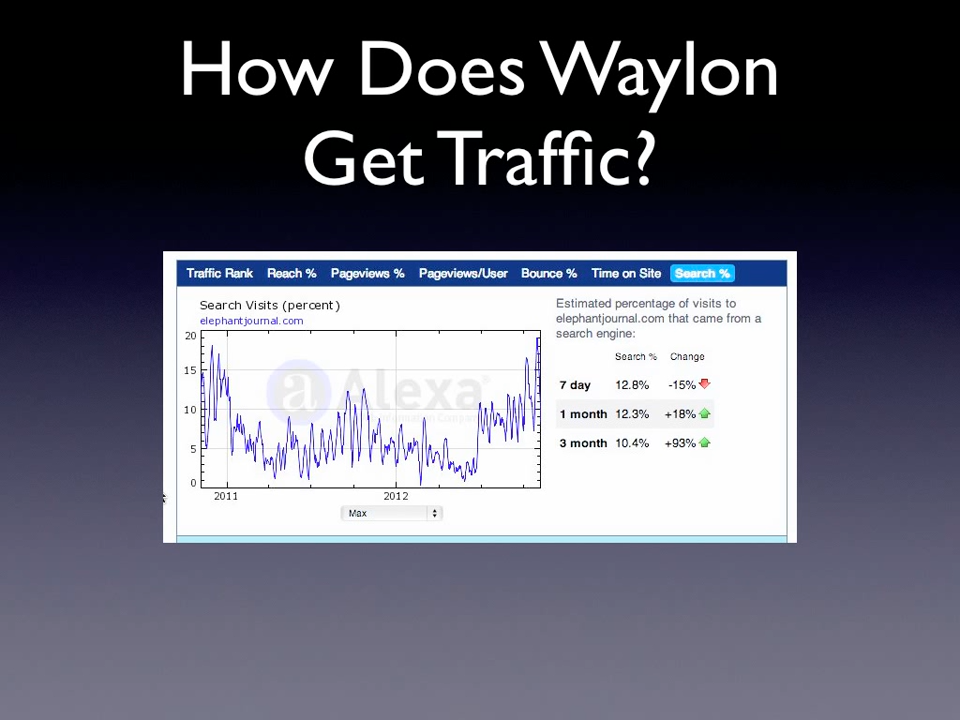 How Does Waylon
Get Traffic?
Traffic Rank Reach % Pageviews % Pageviews/User Bounce % Time on Site Search %
Search Visits (percent)
elephantjournal.com
20
15
10
5
0
2011 2012
Alexa
Max
Estimated percentage of visits to
elephantjournal.com that came from a
search engine:
Search % Change
7 day 12.8% -15%
1 month 12.3% +18%
3 month 10.4% +93%